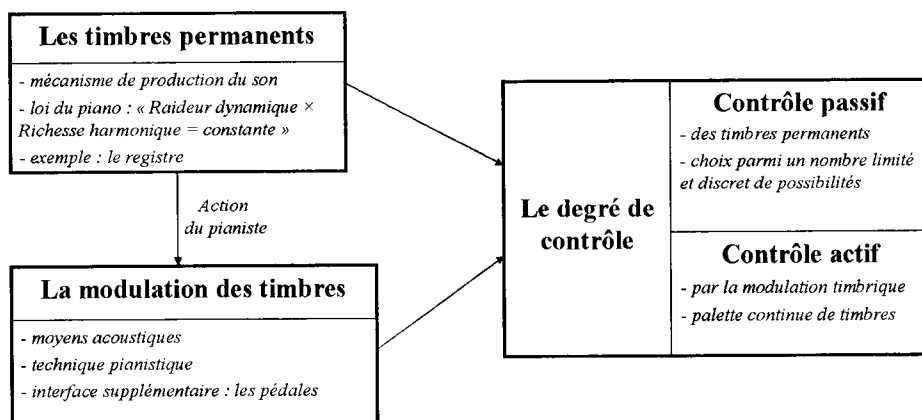 Les timbres permanents
- mécanisme de production du son
- loi du piano : « Raideur dynamique ×
Richesse harmonique = constante »
- exemple : le registre
Action
du pianiste
La modulation des timbres
- moyens acoustiques
- technique pianistique
- interface supplémentaire : les pédales
Le degré de
contrôle
Contrôle passif
- des timbres permanents
- choix parmi un nombre limité
et discret de possibilités
Contrôle actif
- par la modulation timbrique
- palette continue de timbres